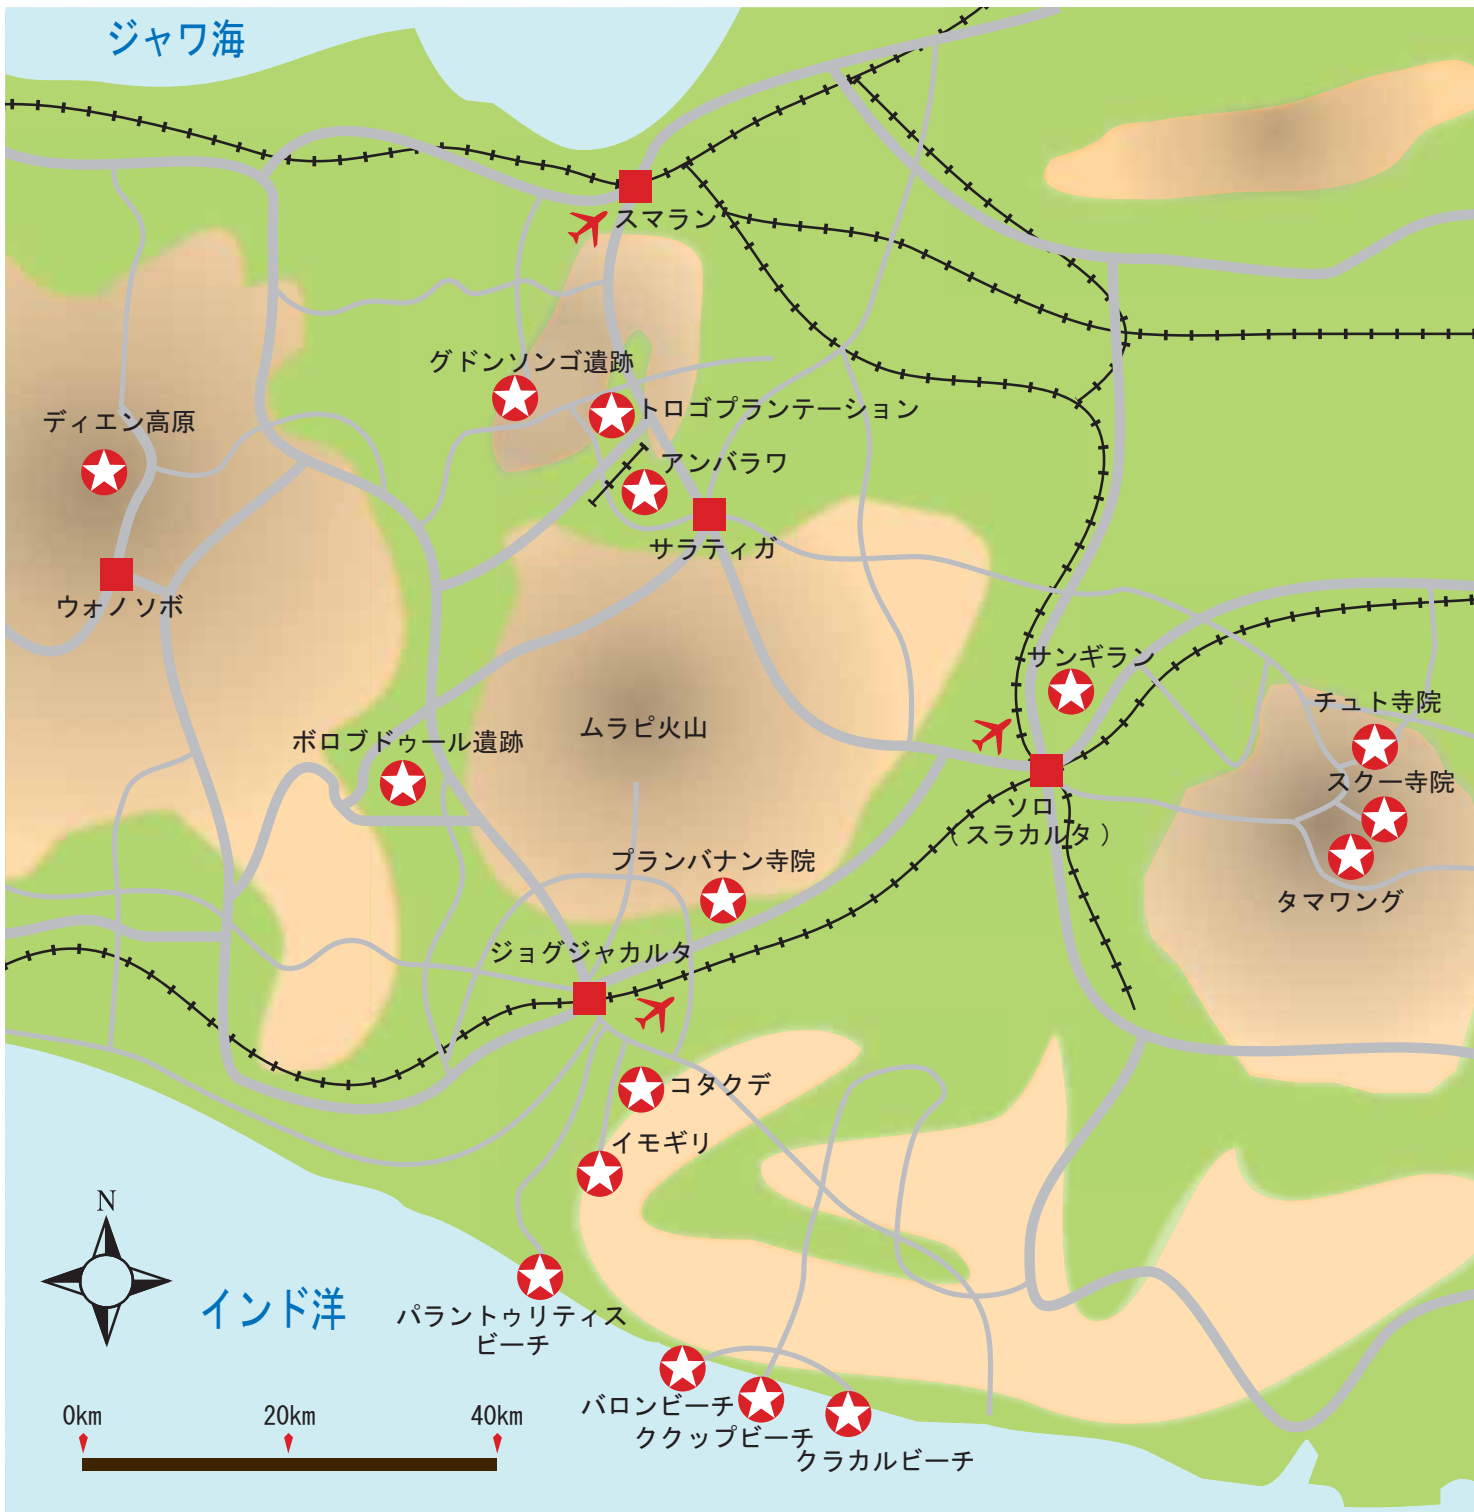 ジャワ海
スマラン
グドンソンゴ遺跡
トロゴプランテーション
ディエン高原
アンバラワ
サラティガ
ウォノソボ
サンギラン
チュト寺院
ムラピ火山
ボロブドゥール遺跡
スクー寺院
ソロ
（スラカルタ）
プランバナン寺院
タマワング
ジョグジャカルタ
コタクデ
イモギリ
N
インド洋
パラントゥリティス
ビーチ
バロンビーチ
0km 20km 40km
ククップビーチ
クラカルビーチ